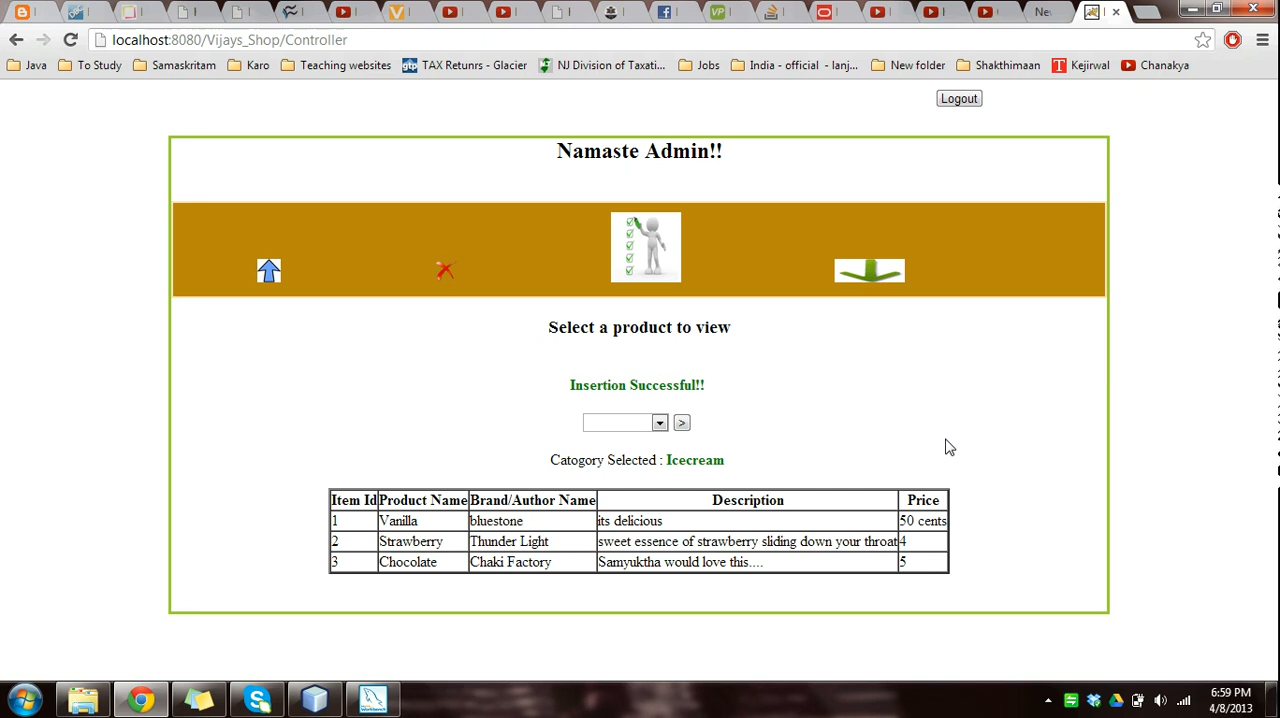 Nev
localhost:8080/Vijays_Shop/Controller
Java To Study Samaskritam Karo Teaching websites TAX Retunrs - Glacier NJ Division of Taxati... Jobs India - official - lanj... New folder Shakthimaan Kejirwal Chanakya
Logout
Namaste Admin!!
Select a product to view
Insertion Successful!!
>
Catogory Selected : Icecream
Item Id Product Name Brand/Author Name Description Price
1 Vanilla bluestone its delicious 50 cents
2 Strawberry Thunder Light sweet essence of strawberry sliding down your throat 4
3 Chocolate Chaki Factory Samyuktha would love this.... 5
6:59 PM
4/8/2013